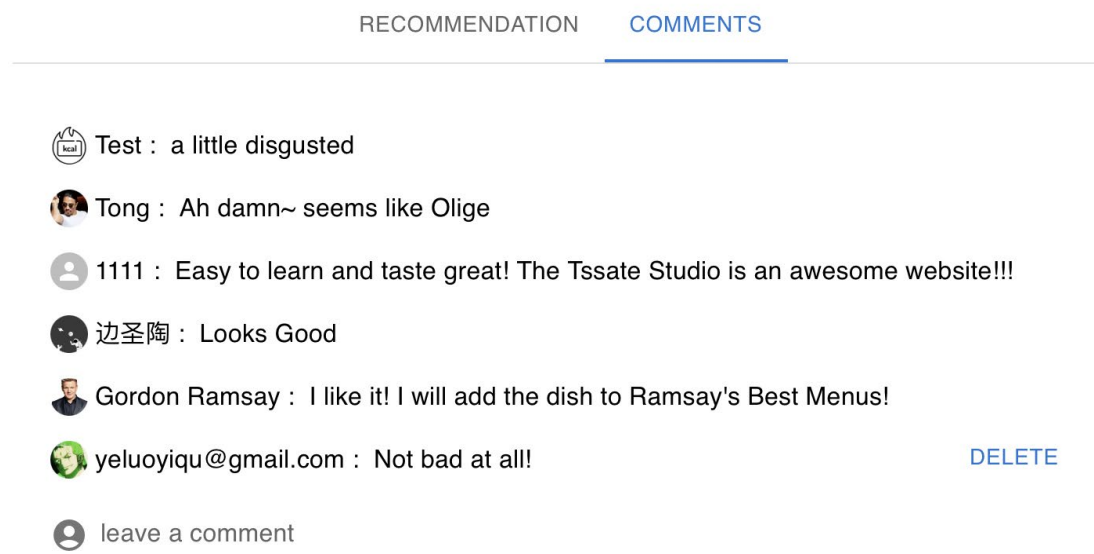 RECOMMENDATION COMMENTS
kcal
Test : a little disgusted
Tong : Ah damn~ seems like Olige
1111 : Easy to learn and taste great! The Tssate Studio is an awesome website!!!
边圣陶 : Looks Good
Gordon Ramsay : I like it! I will add the dish to Ramsay's Best Menus!
yeluoyiqu@gmail.com : Not bad at all! DELETE
leave a comment